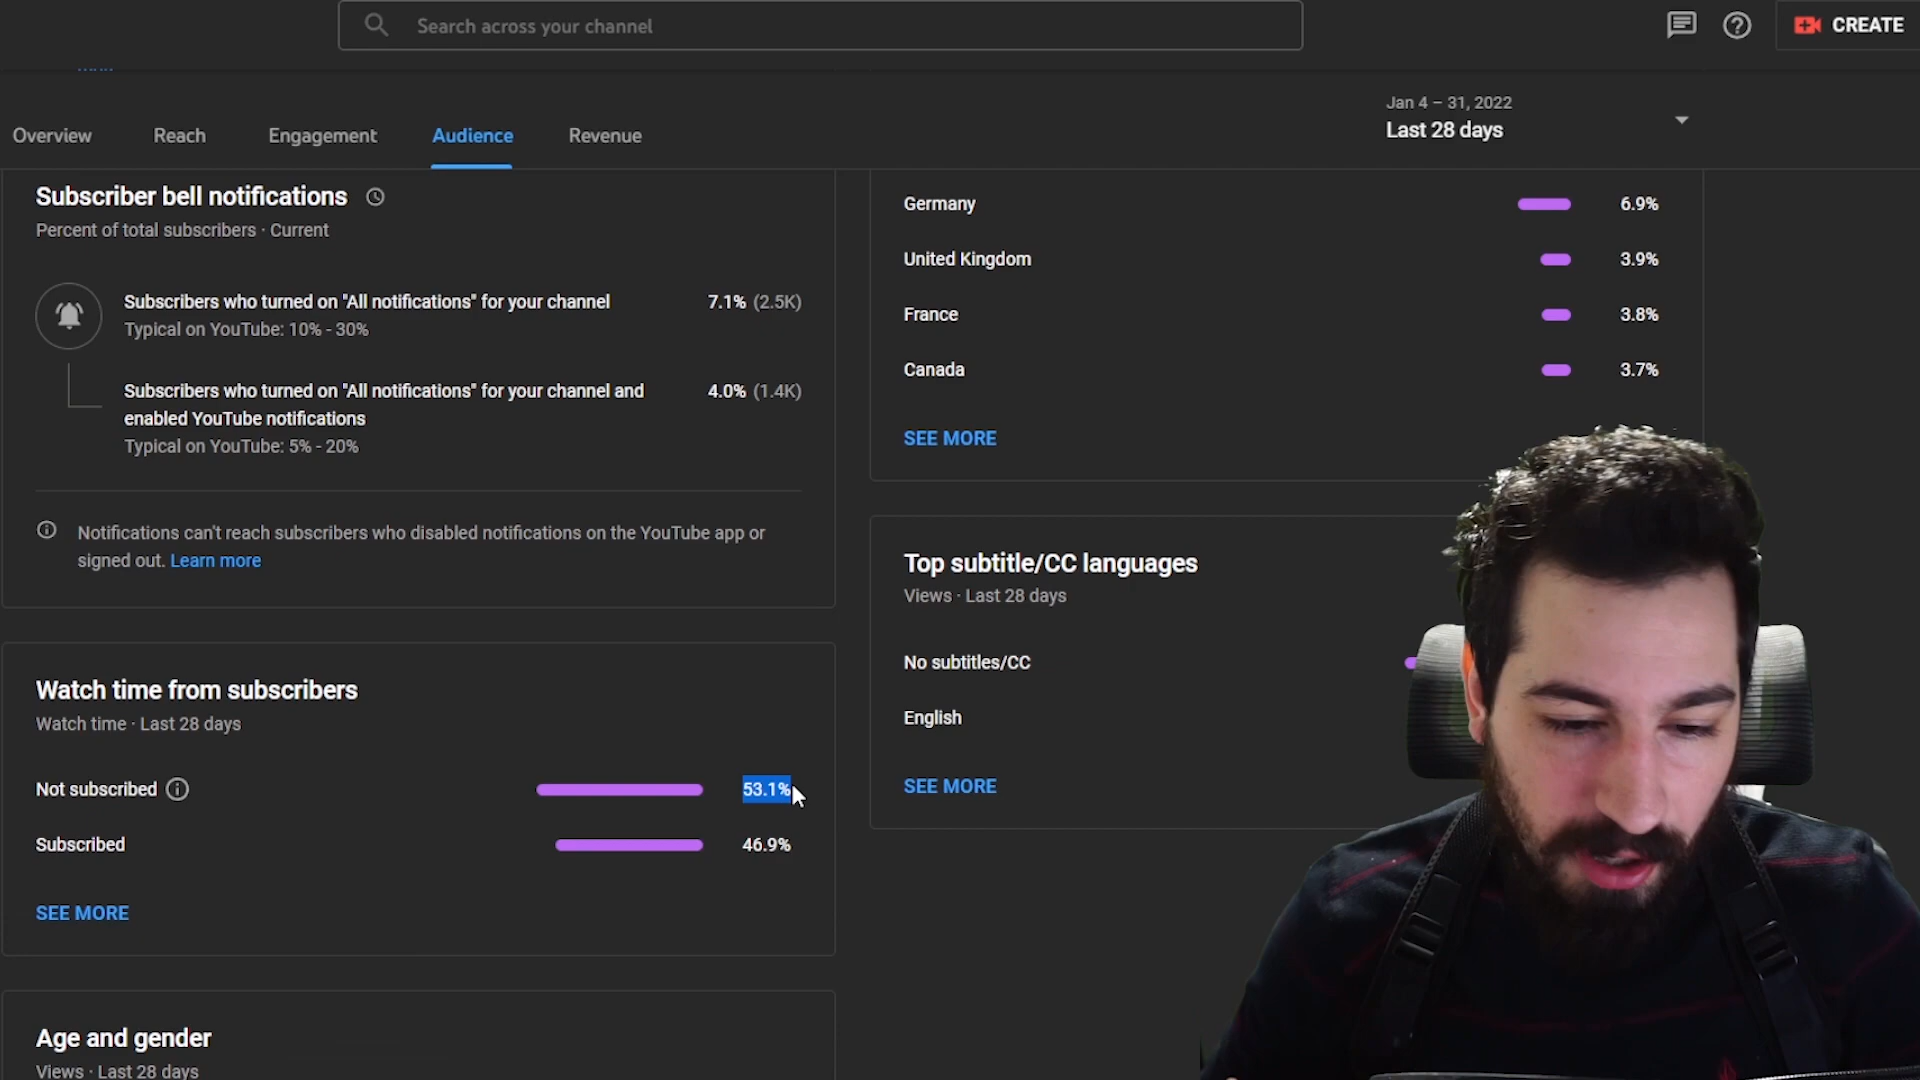 Search across your channel
CREATE
Jan 4 – 31, 2022
Last 28 days
Overview
Reach
Engagement
Audience
Revenue
Subscriber bell notifications
Percent of total subscribers · Current
Subscribers who turned on "All notifications" for your channel
7.1% (2.5K)
Typical on YouTube: 10% - 30%
Subscribers who turned on "All notifications" for your channel and
4.0% (1.4K)
enabled YouTube notifications
Typical on YouTube: 5% - 20%
Notifications can't reach subscribers who disabled notifications on the YouTube app or
signed out. Learn more
Watch time from subscribers
Watch time · Last 28 days
Not subscribed
53.1%
Subscribed
46.9%
SEE MORE
Age and gender
Views · Last 28 days
Germany
6.9%
United Kingdom
3.9%
France
3.8%
Canada
3.7%
SEE MORE
Top subtitle/CC languages
Views · Last 28 days
No subtitles/CC
English
SEE MORE